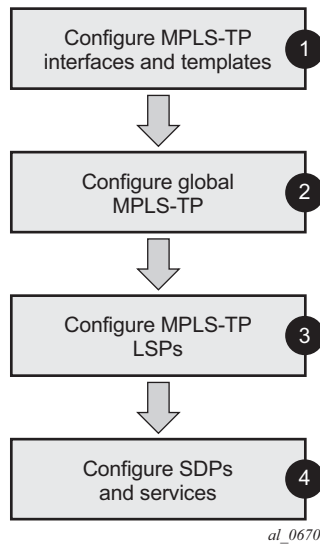 Configure MPLS-TP
interfaces and templates
1
Configure global
MPLS-TP
2
Configure MPLS-TP
LSPs
3
Configure SDPs
and services
4
al_0670